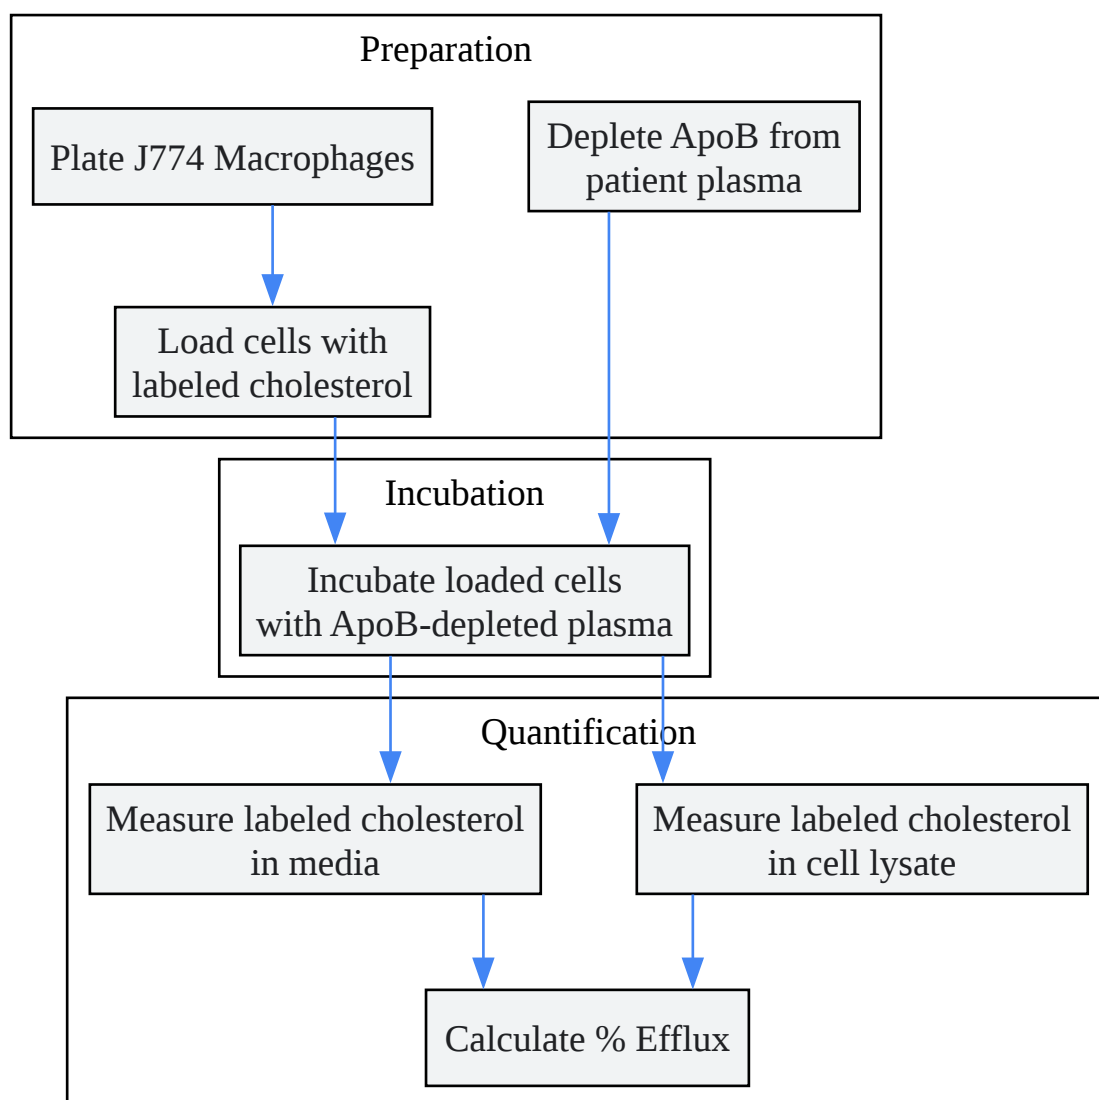 Preparation
Plate J774 Macrophages
Deplete ApoB from
patient plasma
Load cells with
labeled cholesterol
Incubation
Incubate loaded cells
with ApoB-depleted plasma
Quantification
Measure labeled cholesterol
in media
Measure labeled cholesterol
in cell lysate
Calculate % Efflux